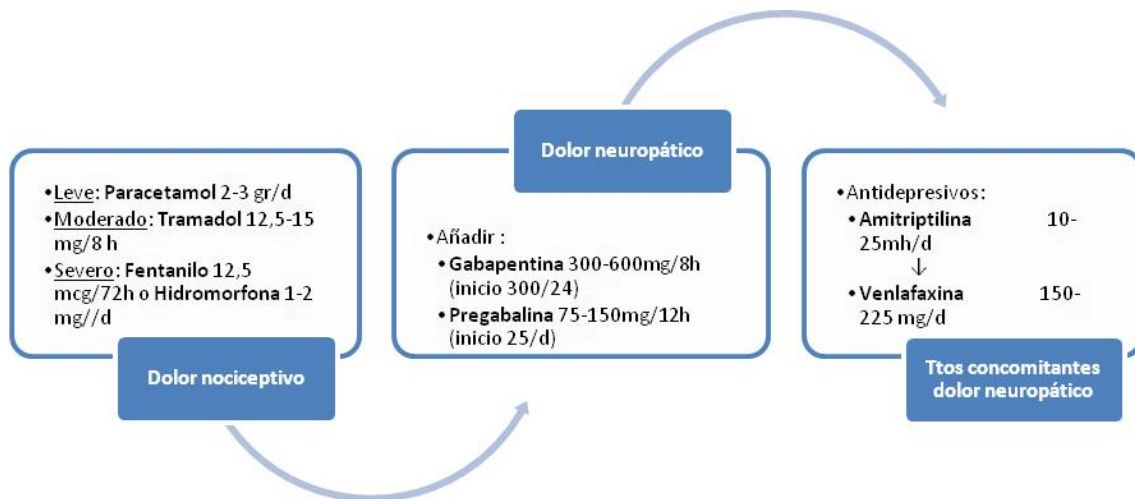 •Leve: Paracetamol 2-3 gr/d
•Moderado: Tramadol 12,5-15
mg/8 h
•Severo: Fentanilo 12,5
mcg/72h o Hidromorfona 1-2
mg//d
Dolor nociceptivo
Dolor neuropático
•Añadir :
•Gabapentina 300-600mg/8h
(inicio 300/24)
•Pregabalina 75-150mg/12h
(inicio 25/d)
•Antidepresivos:
•Amitriptilina 10-
25mh/d
↓
•Venlafaxina 150-
225 mg/d
Ttos concomitantes
dolor neuropático